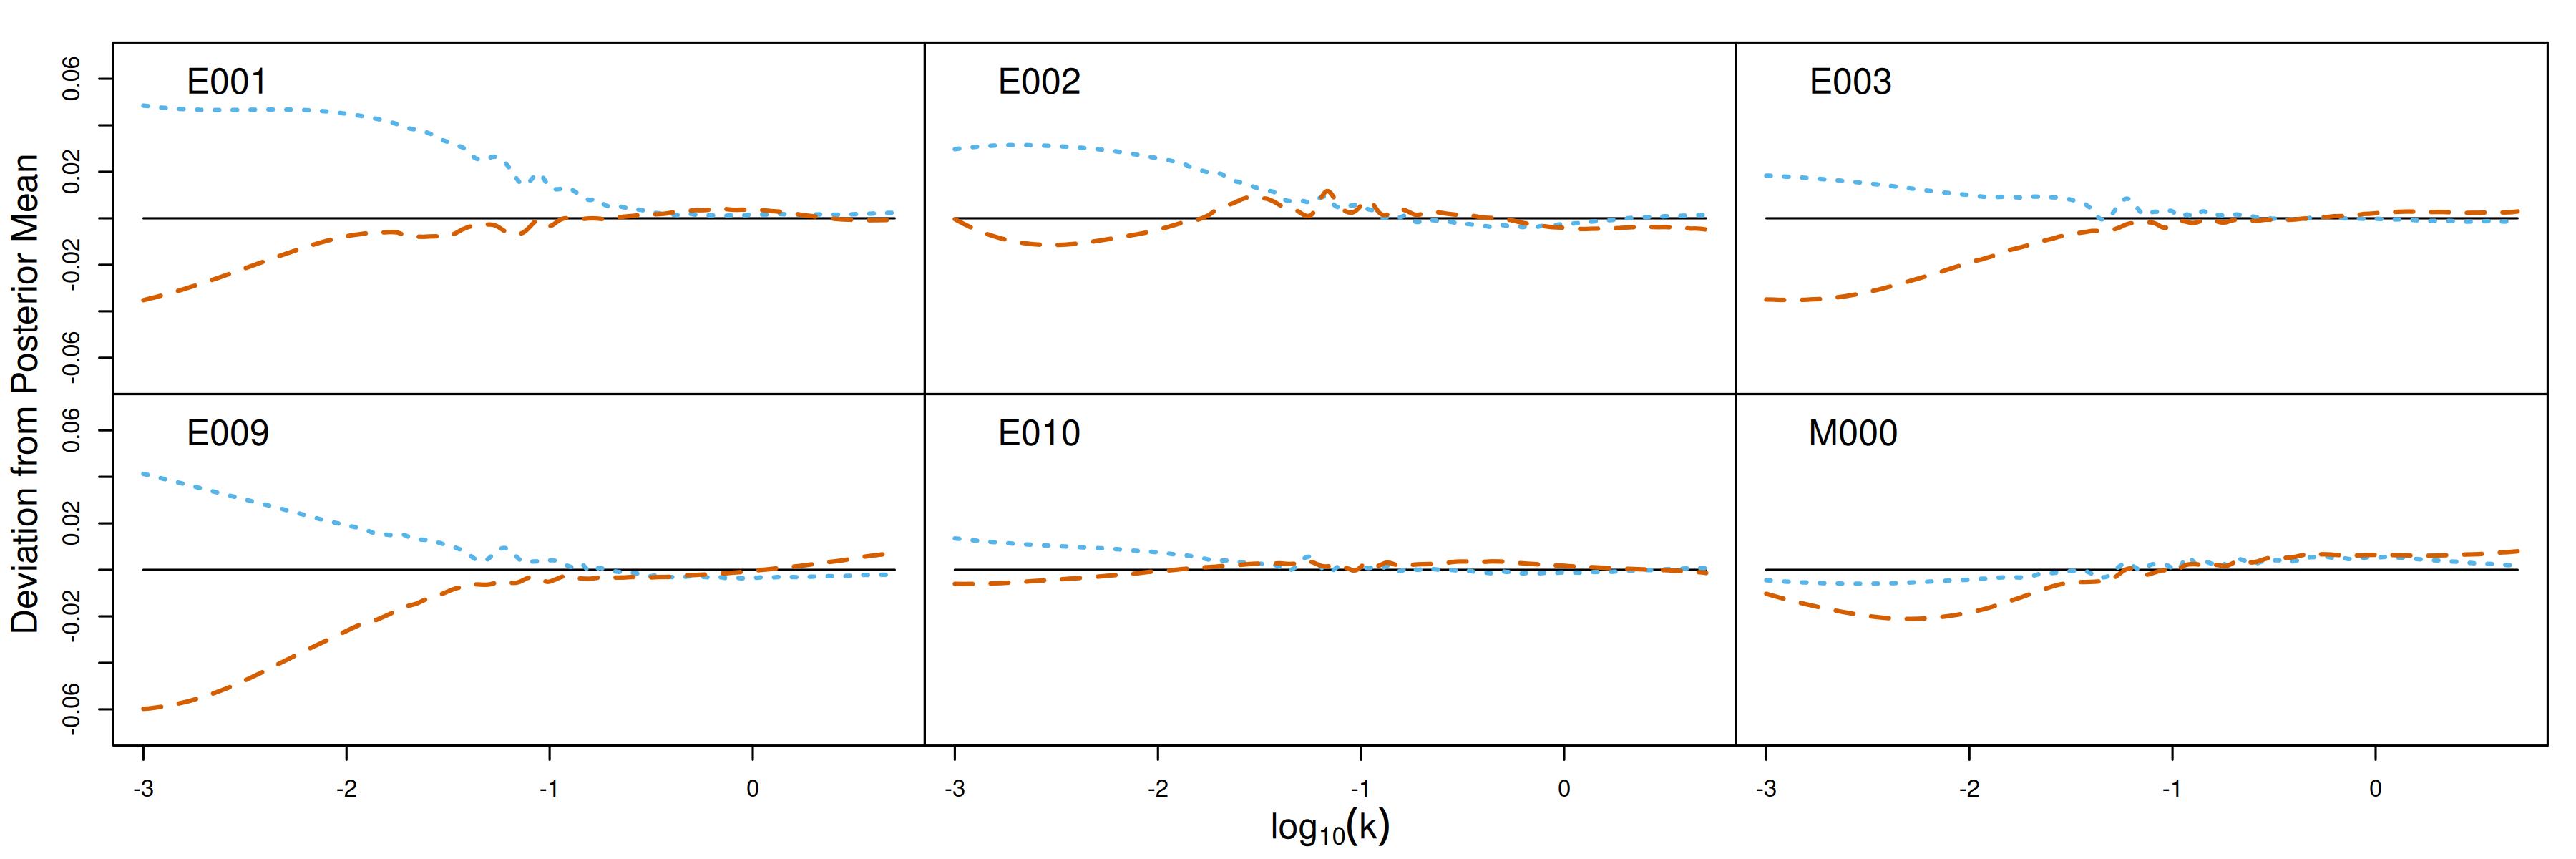 Deviation from Posterior Mean
E001
E002
E003
0.06
0.02
-0.02
-0.06
E009
E010
M000
0.06
0.02
-0.02
-0.06
-3 -2 -1 0 -3 -2 -1 0 -3 -2 -1 0
log₁₀(k)